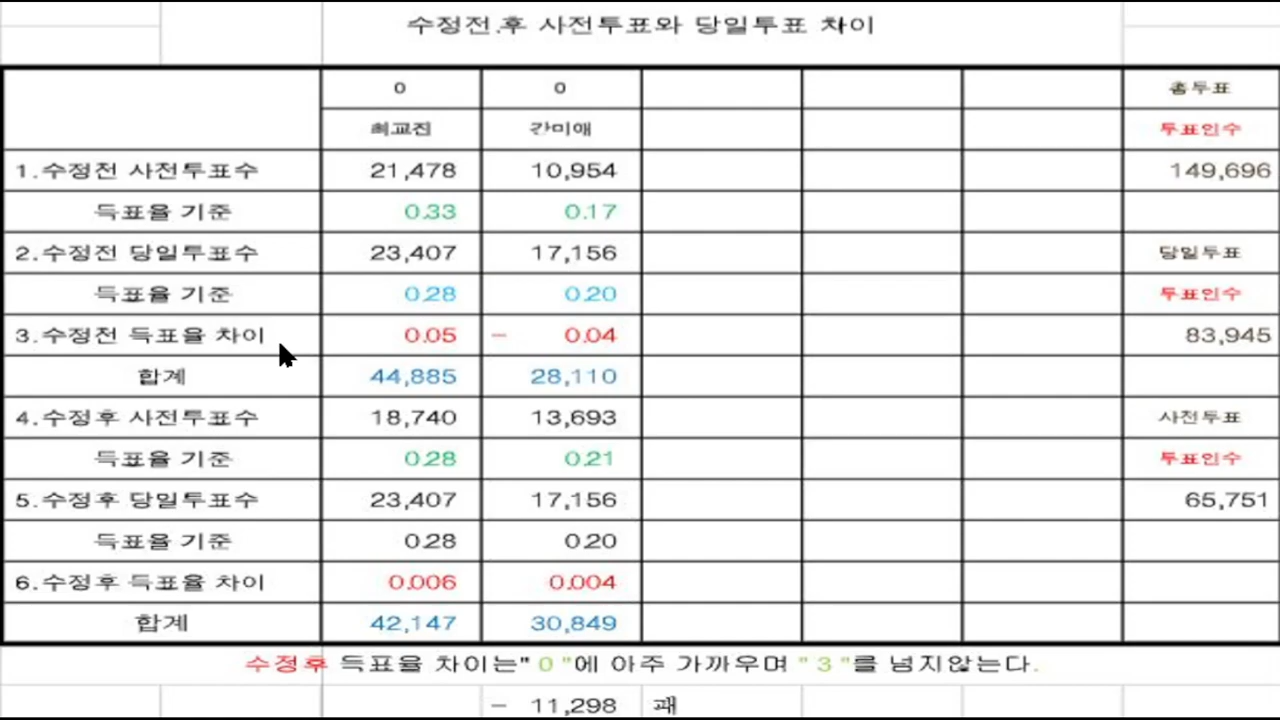 수정전.후 사전투표와 당일투표 차이
0 0 총투표
최교진 강미애 투표인수
1.수정전 사전투표수 21,478 10,954 149,696
득표율 기준 0.33 0.17
2.수정전 당일투표수 23,407 17,156 당일투표
득표율 기준 0.28 0.20 투표인수
3.수정전 득표율 차이 0.05 - 0.04 83,945
합계 44,885 28,110
4.수정후 사전투표수 18,740 13,693 사전투표
득표율 기준 0.28 0.21 투표인수
5.수정후 당일투표수 23,407 17,156 65,751
득표율 기준 0.28 0.20
6.수정후 득표율 차이 0.006 0.004
합계 42,147 30,849
수정후 득표율 차이는" 0 "에 아주 가까우며 " 3 "를 넘지않는다.
- 11,298 패